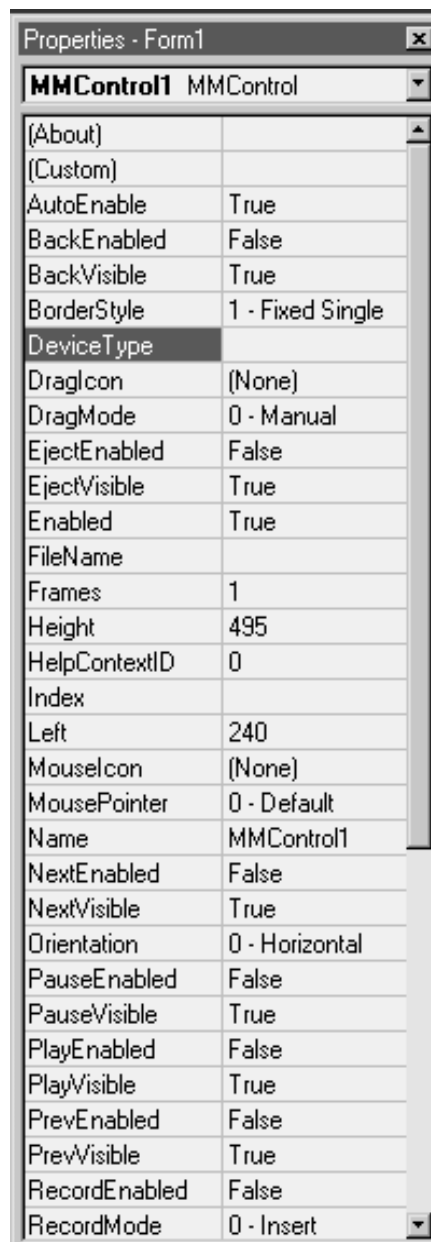 Properties - Form1
MMControl1 MMControl
(About)
(Custom)
AutoEnable True
BackEnabled False
BackVisible True
BorderStyle 1 - Fixed Single
DeviceType
DragIcon (None)
DragMode 0 - Manual
EjectEnabled False
EjectVisible True
Enabled True
FileName
Frames 1
Height 495
HelpContextID 0
Index
Left 240
MouseIcon (None)
MousePointer 0 - Default
Name MMControl1
NextEnabled False
NextVisible True
Orientation 0 - Horizontal
PauseEnabled False
PauseVisible True
PlayEnabled False
PlayVisible True
PrevEnabled False
PrevVisible True
RecordEnabled False
RecordMode 0 - Insert